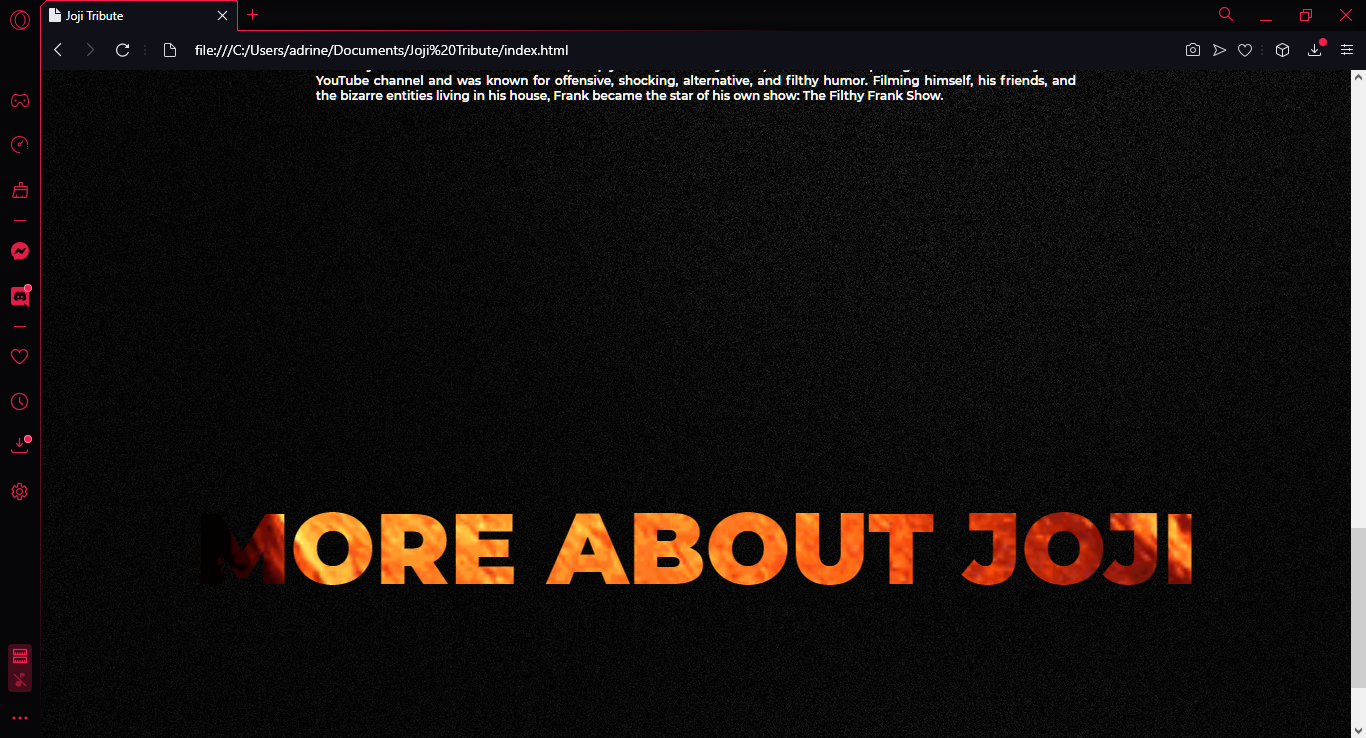 Joji Tribute
file:///C:/Users/adrine/Documents/Joji%20Tribute/index.html
YouTube channel and was known for offensive, shocking, alternative, and filthy humor. Filming himself, his friends, and
the bizarre entities living in his house, Frank became the star of his own show: The Filthy Frank Show.
MORE ABOUT JOJI